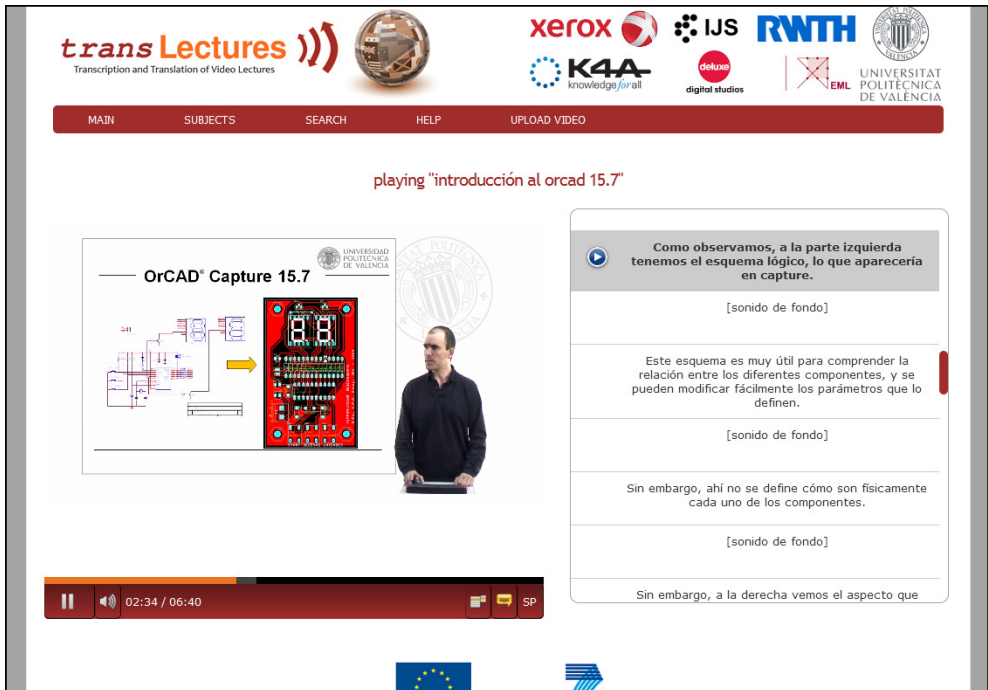 trans Lectures
Transcription and Translation of Video Lectures
xerox
IJS
RWTH
K4A
knowledge for all
deluxe
digital studios
EML
UNIVERSITAT
POLITÈCNICA
DE VALÈNCIA
MAIN SUBJECTS SEARCH HELP UPLOAD VIDEO
playing "introducción al orcad 15.7"
UNIVERSIDAD
POLITECNICA
DE VALENCIA
OrCAD® Capture 15.7
Como observamos, a la parte izquierda
tenemos el esquema lógico, lo que aparecería
en capture.
[sonido de fondo]
Este esquema es muy útil para comprender la
relación entre los diferentes componentes, y se
pueden modificar fácilmente los parámetros que lo
definen.
[sonido de fondo]
Sin embargo, ahí no se define cómo son físicamente
cada uno de los componentes.
[sonido de fondo]
Sin embargo, a la derecha vemos el aspecto que
02:34 / 06:40
SP